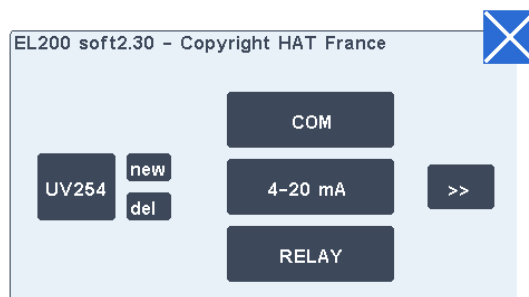 EL200 soft2.30 - Copyright HAT France
COM
UV254
new
del
4-20 mA
>>
RELAY